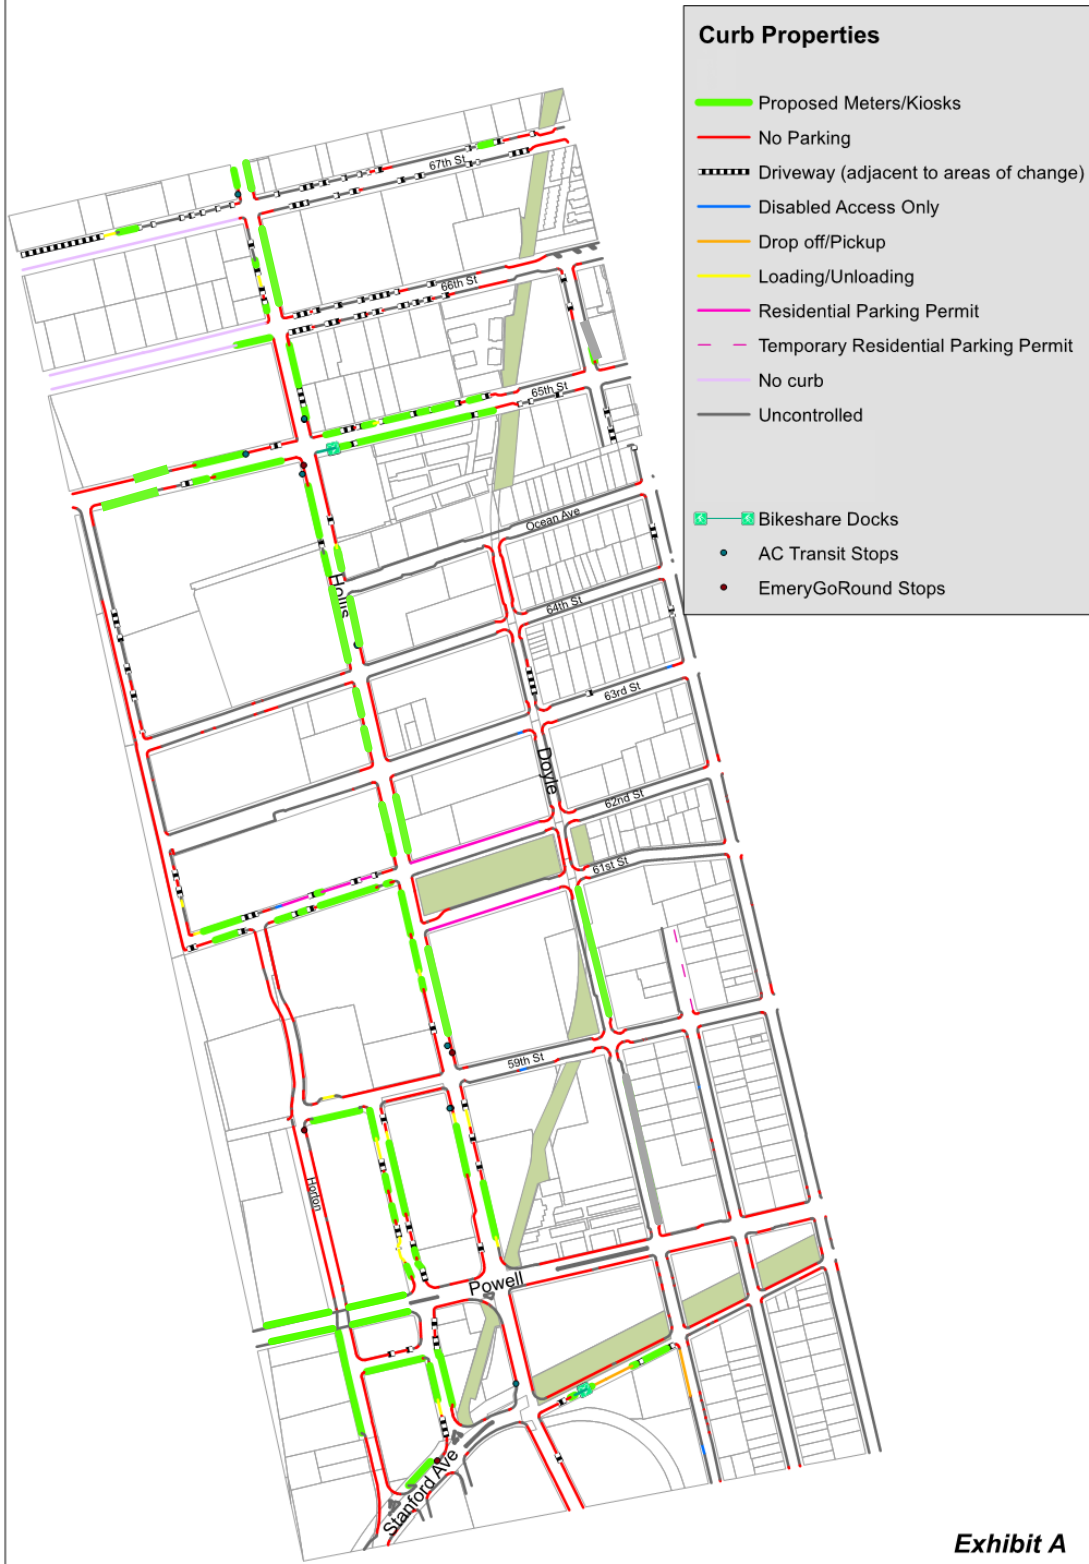 Curb Properties
Proposed Meters/Kiosks
No Parking
Driveway (adjacent to areas of change)
Disabled Access Only
Drop off/Pickup
Loading/Unloading
Residential Parking Permit
Temporary Residential Parking Permit
No curb
Uncontrolled
Bikeshare Docks
AC Transit Stops
EmeryGoRound Stops
67th St
66th St
65th St
Ocean Ave
Hollis
64th St
63rd St
Doyle
62nd St
61st St
59th St
Horton
Powell
Stanford Ave
Exhibit A